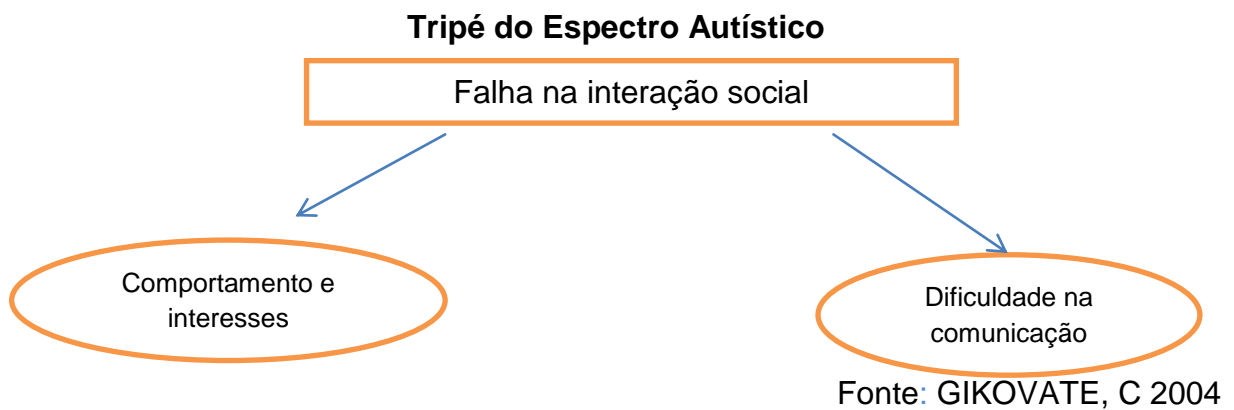 Tripé do Espectro Autístico
Falha na interação social
Comportamento e
interesses
Dificuldade na
comunicação
Fonte: GIKOVATE, C 2004